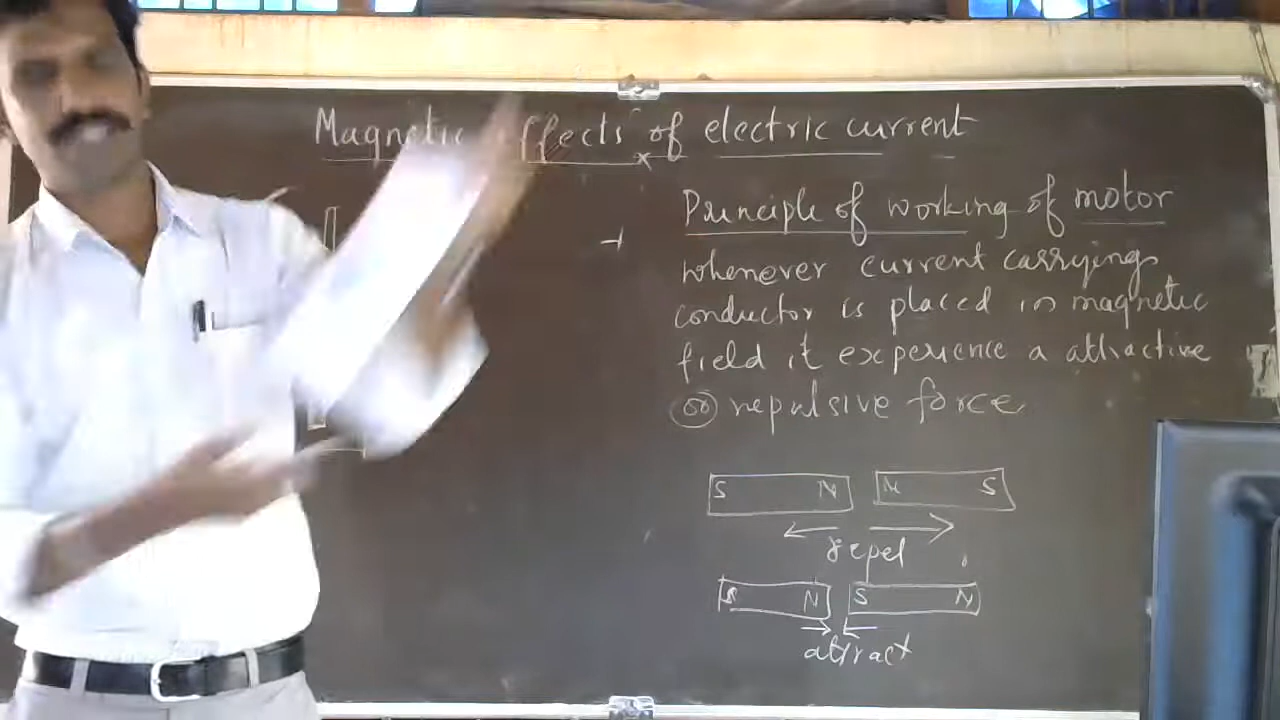 Magnetic effects of electric current
Principle of working of motor
whenever current carrying
conductor is placed in magnetic
field it experience a attractive
or repulsive force
S N N S
repel
S N S N
attract